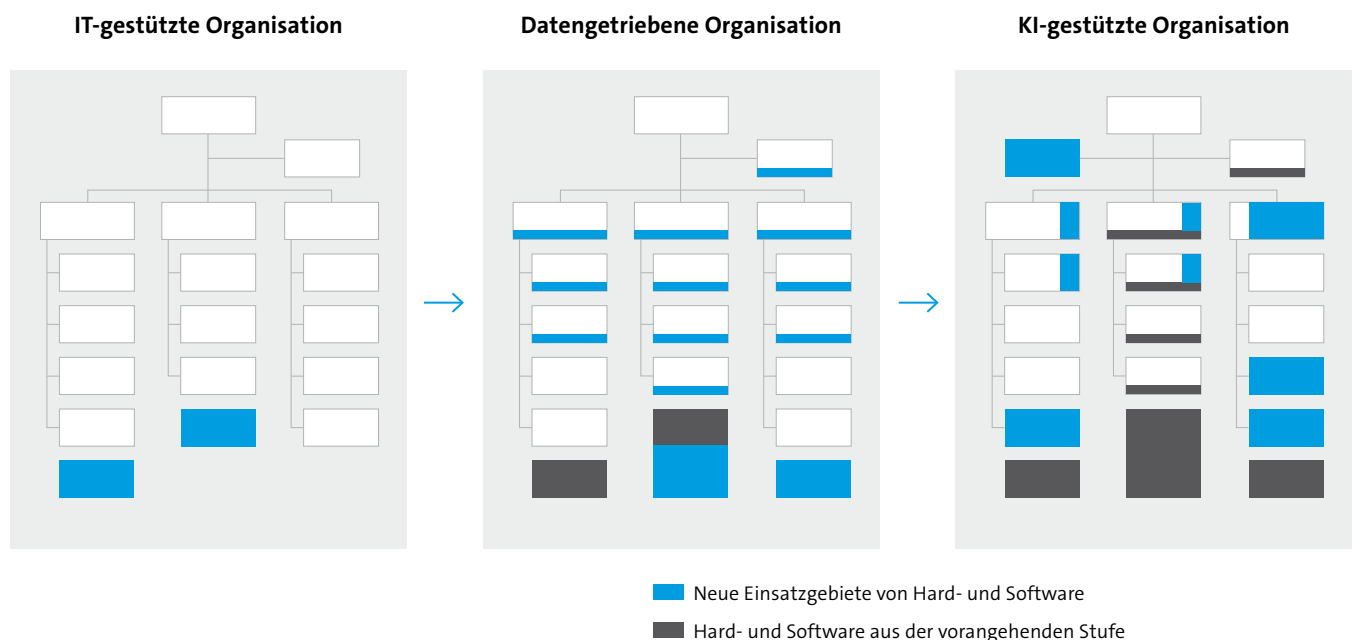 IT-gestützte Organisation
Datengetriebene Organisation
KI-gestützte Organisation
Neue Einsatzgebiete von Hard- und Software
Hard- und Software aus der vorangehenden Stufe